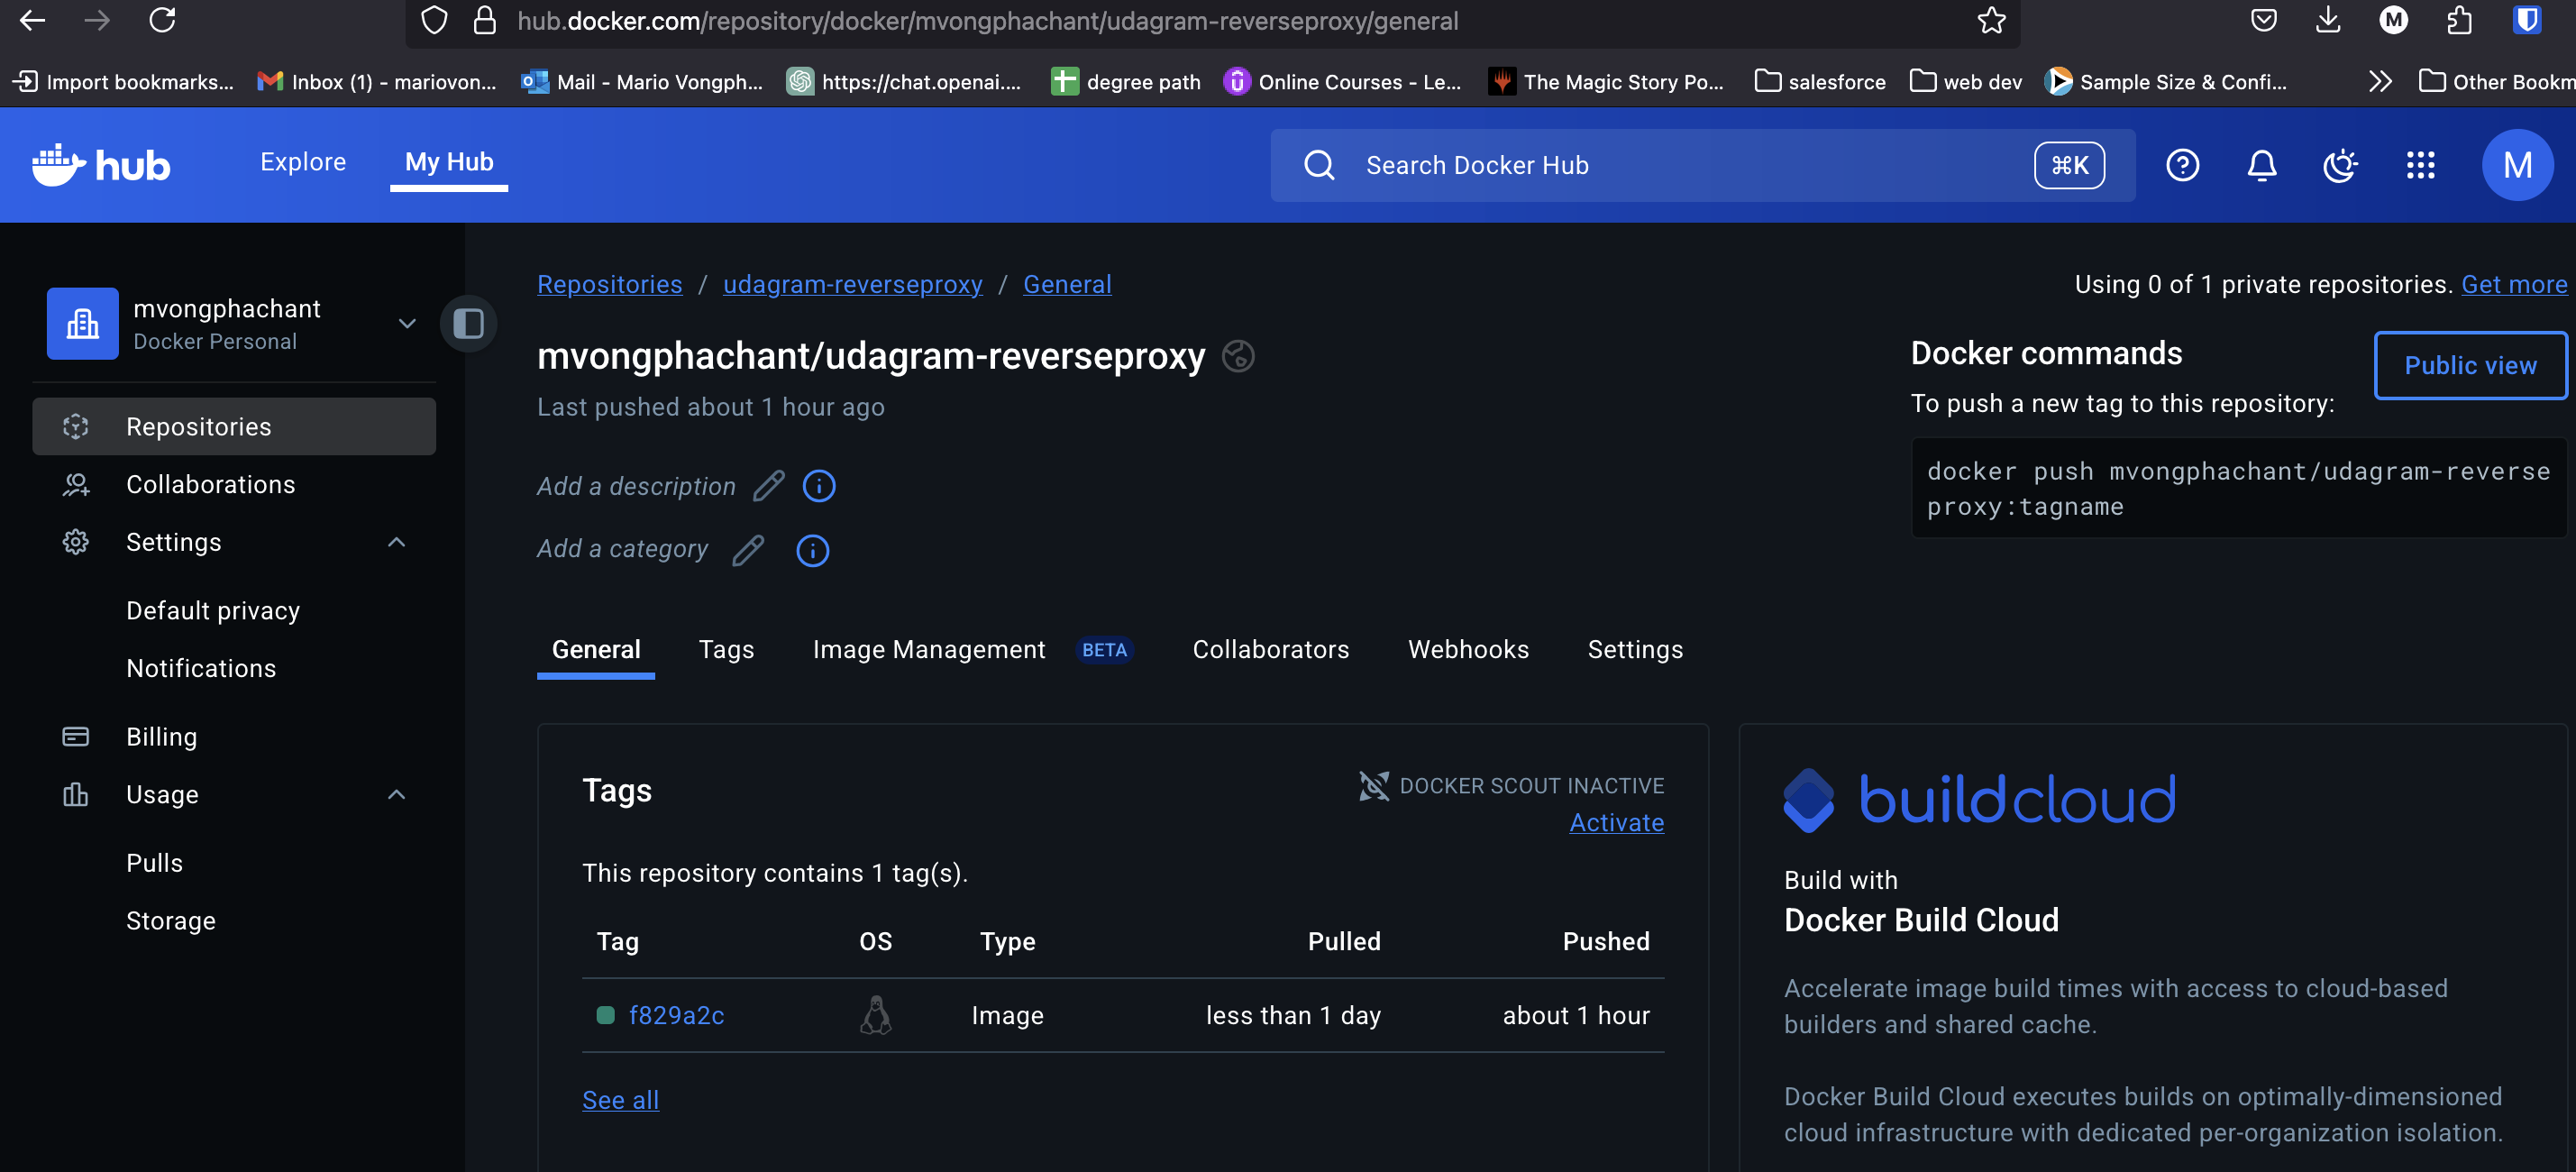 hub.docker.com/repository/docker/mvongphachant/udagram-reverseproxy/general
M
Import bookmarks...
Inbox (1) - mariovon...
Mail - Mario Vongph...
https://chat.openai....
degree path
Online Courses - Le...
The Magic Story Po...
salesforce
web dev
Sample Size & Confi...
Other Bookm
hub
Explore
My Hub
Search Docker Hub
⌘K
M
mvongphachant
Docker Personal
Repositories
Collaborations
Settings
Default privacy
Notifications
Billing
Usage
Pulls
Storage
Repositories / udagram-reverseproxy / General
Using 0 of 1 private repositories. Get more
mvongphachant/udagram-reverseproxy
Last pushed about 1 hour ago
Add a description
Add a category
Docker commands
Public view
To push a new tag to this repository:
docker push mvongphachant/udagram-reverse
proxy:tagname
General
Tags
Image Management BETA
Collaborators
Webhooks
Settings
Tags
DOCKER SCOUT INACTIVE
Activate
This repository contains 1 tag(s).
Tag OS Type Pulled Pushed
f829a2c Image less than 1 day about 1 hour
See all
buildcloud
Build with
Docker Build Cloud
Accelerate image build times with access to cloud-based
builders and shared cache.
Docker Build Cloud executes builds on optimally-dimensioned
cloud infrastructure with dedicated per-organization isolation.